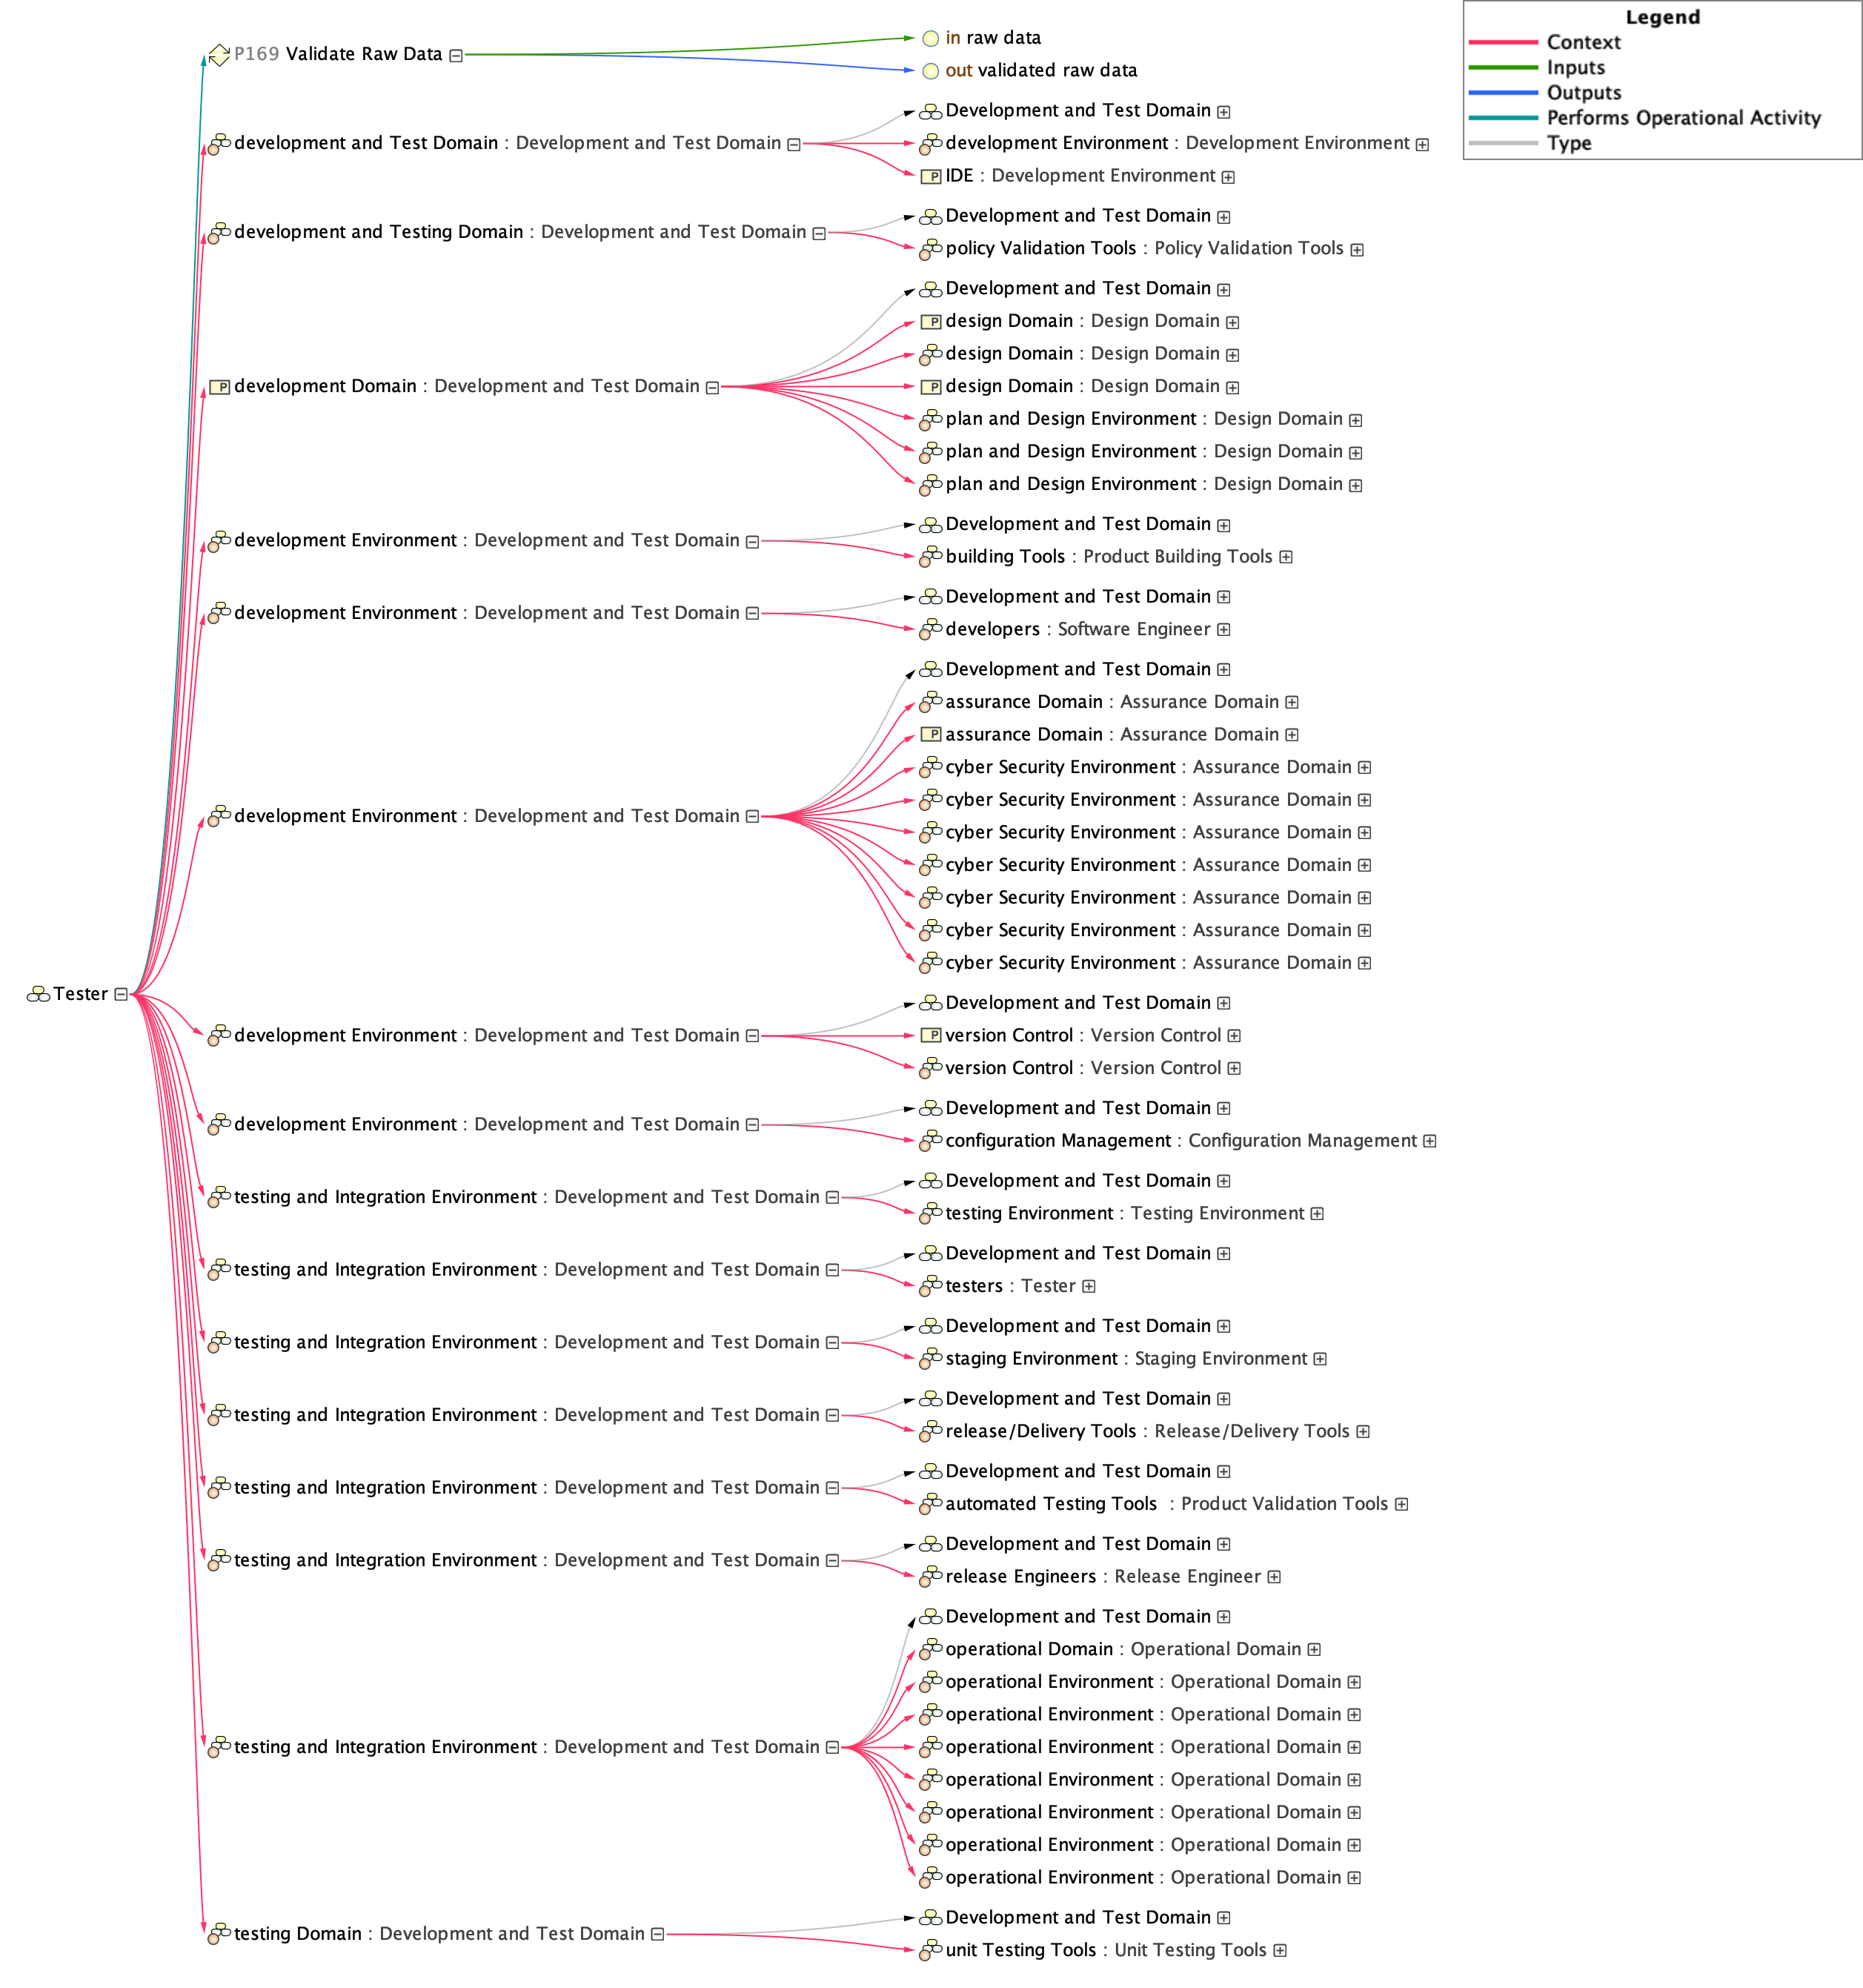 Legend
Context
Inputs
Outputs
Performs Operational Activity
Type
Tester
P169 Validate Raw Data
in raw data
out validated raw data
development and Test Domain : Development and Test Domain
Development and Test Domain
development Environment : Development Environment
P IDE : Development Environment
development and Testing Domain : Development and Test Domain
Development and Test Domain
policy Validation Tools : Policy Validation Tools
P development Domain : Development and Test Domain
Development and Test Domain
P design Domain : Design Domain
design Domain : Design Domain
P design Domain : Design Domain
plan and Design Environment : Design Domain
plan and Design Environment : Design Domain
plan and Design Environment : Design Domain
development Environment : Development and Test Domain
Development and Test Domain
building Tools : Product Building Tools
development Environment : Development and Test Domain
Development and Test Domain
developers : Software Engineer
development Environment : Development and Test Domain
Development and Test Domain
assurance Domain : Assurance Domain
P assurance Domain : Assurance Domain
cyber Security Environment : Assurance Domain
cyber Security Environment : Assurance Domain
cyber Security Environment : Assurance Domain
cyber Security Environment : Assurance Domain
cyber Security Environment : Assurance Domain
cyber Security Environment : Assurance Domain
cyber Security Environment : Assurance Domain
development Environment : Development and Test Domain
Development and Test Domain
P version Control : Version Control
version Control : Version Control
development Environment : Development and Test Domain
Development and Test Domain
configuration Management : Configuration Management
testing and Integration Environment : Development and Test Domain
Development and Test Domain
testing Environment : Testing Environment
testing and Integration Environment : Development and Test Domain
Development and Test Domain
testers : Tester
testing and Integration Environment : Development and Test Domain
Development and Test Domain
staging Environment : Staging Environment
testing and Integration Environment : Development and Test Domain
Development and Test Domain
release/Delivery Tools : Release/Delivery Tools
testing and Integration Environment : Development and Test Domain
Development and Test Domain
automated Testing Tools : Product Validation Tools
testing and Integration Environment : Development and Test Domain
Development and Test Domain
release Engineers : Release Engineer
testing and Integration Environment : Development and Test Domain
Development and Test Domain
operational Domain : Operational Domain
operational Environment : Operational Domain
operational Environment : Operational Domain
operational Environment : Operational Domain
operational Environment : Operational Domain
operational Environment : Operational Domain
operational Environment : Operational Domain
operational Environment : Operational Domain
testing Domain : Development and Test Domain
Development and Test Domain
unit Testing Tools : Unit Testing Tools